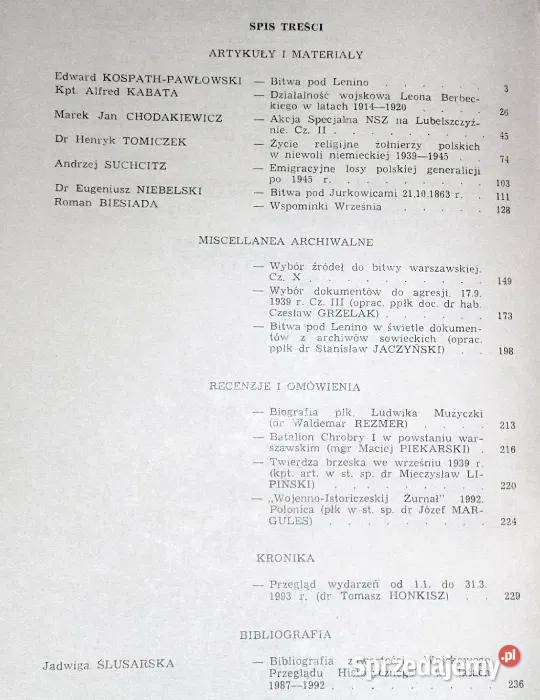 SPIS TREŚCI
ARTYKUŁY I MATERIAŁY
Edward KOSPATH-PAWŁOWSKI — Bitwa pod Lenino . . . . . . 3
Kpt. Alfred KABATA — Działalność wojskowa Leona Berbec-
kiego w latach 1914—1920 . . . . 26
Marek Jan CHODAKIEWICZ — Akcja Specjalna NSZ na Lubelszczyź-
nie. Cz. II . . . . . . . . 45
Dr Henryk TOMICZEK — Życie religijne żołnierzy polskich
w niewoli niemieckiej 1939—1945 . . 74
Andrzej SUCHCITZ — Emigracyjne losy polskiej generalicji
po 1945 r. . . . . . . . . 103
Dr Eugeniusz NIEBELSKI — Bitwa pod Jurkowicami 21.10.1863 r. . 111
Roman BIESIADA — Wspominki Września . . . . . 128
MISCELLANEA ARCHIWALNE
— Wybór źródeł do bitwy warszawskiej.
Cz. X . . . . . . . . . 149
— Wybór dokumentów do agresji. 17.9.
1939 r. Cz. III (oprac. ppłk doc. dr hab.
Czesław GRZELAK) . . . . . . 173
— Bitwa pod Lenino w świetle dokumen-
tów z archiwów sowieckich (oprac.
ppłk dr Stanisław JACZYŃSKI) . . 198
RECENZJE I OMÓWIENIA
— Biografia płk. Ludwika Muzyczki
(dr Waldemar REZMER) . . . . 213
— Batalion Chrobry I w powstaniu war-
szawskim (mgr Maciej PIEKARSKI) . 216
— Twierdza brzeska we wrześniu 1939 r.
(kpt. art. w st. sp. dr Mieczysław LI-
PIŃSKI) . . . . . . . . 220
— „Wojenno-Istoriczeskij Żurnał" 1992.
Polonica (płk w st. sp. dr Józef MAR-
GULES) . . . . . . . . 224
KRONIKA
— Przegląd wydarzeń od 1.1. do 31.3.
1993 r. (dr Tomasz HONKISZ) . . 229
BIBLIOGRAFIA
Jadwiga ŚLUSARSKA — Bibliografia zawartości Wojskowego
Przeglądu Historycznego za lata
1987—1992 . . . . . . . 236
Sprzedajemy.pl